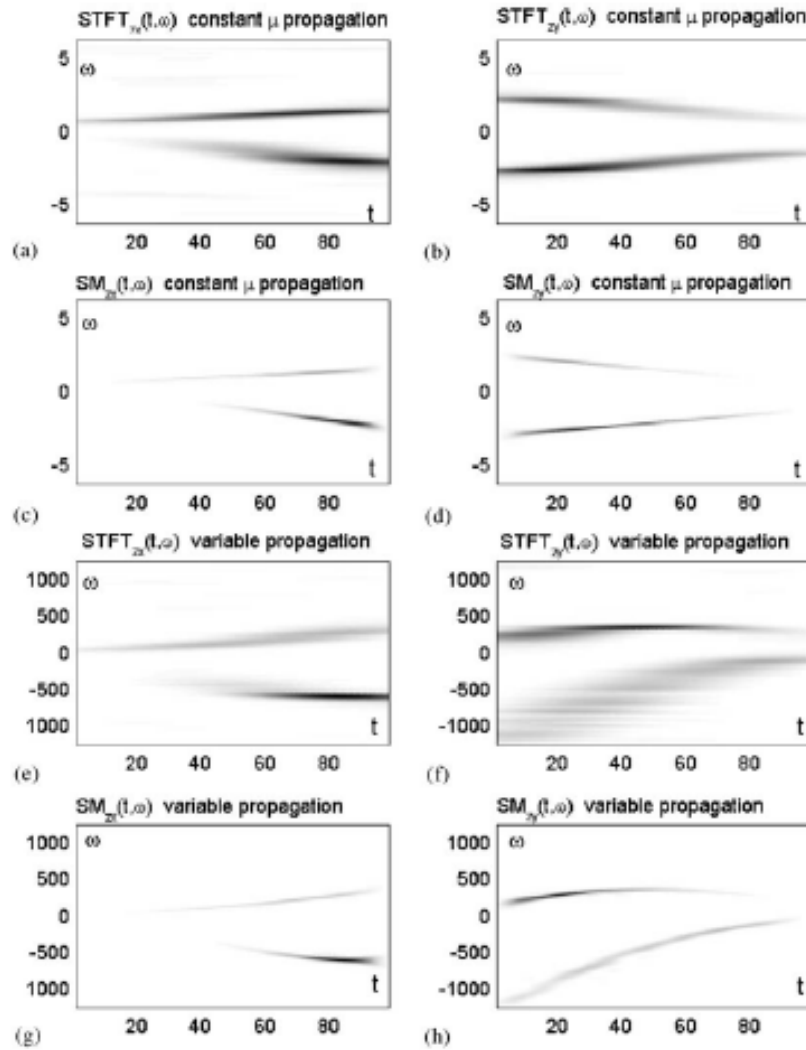 STFT_zx(t,ω) constant μ propagation
STFT_zy(t,ω) constant μ propagation
5
ω
0
-5
t
20 40 60 80
(a)
5
ω
0
-5
t
20 40 60 80
(b)
SM_zx(t,ω) constant μ propagation
SM_zy(t,ω) constant μ propagation
5
ω
0
-5
t
20 40 60 80
(c)
5
ω
0
-5
t
20 40 60 80
(d)
STFT_zx(t,ω) variable propagation
STFT_zy(t,ω) variable propagation
1000
ω
500
0
-500
1000
t
20 40 60 80
(e)
1000
ω
500
0
-500
-1000
t
20 40 60 80
(f)
SM_zx(t,ω) variable propagation
SM_zy(t,ω) variable propagation
1000
ω
500
0
-500
1000
t
20 40 60 80
(g)
1000
ω
500
0
-500
-1000
t
20 40 60 80
(h)